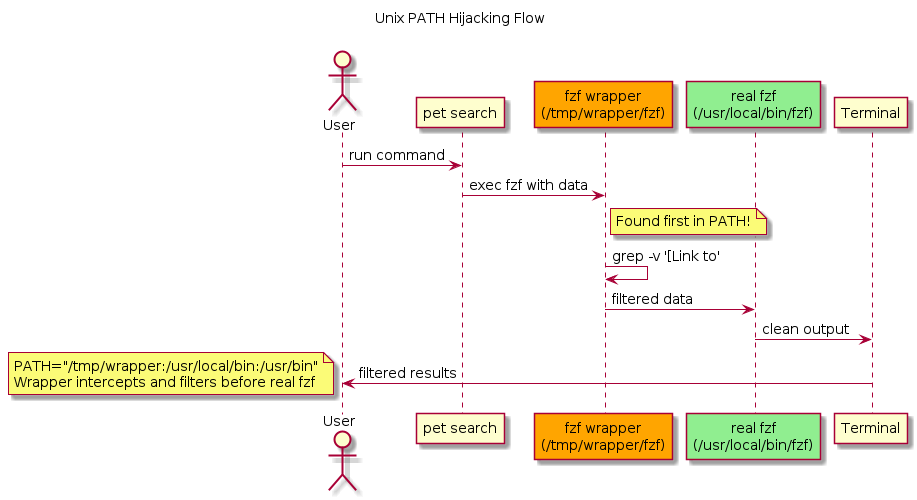 Unix PATH Hijacking Flow
User
pet search
fzf wrapper
(/tmp/wrapper/fzf)
real fzf
(/usr/local/bin/fzf)
Terminal
run command
exec fzf with data
Found first in PATH!
grep -v '[Link to'
filtered data
clean output
PATH="/tmp/wrapper:/usr/local/bin:/usr/bin"
Wrapper intercepts and filters before real fzf
filtered results
User
pet search
fzf wrapper
(/tmp/wrapper/fzf)
real fzf
(/usr/local/bin/fzf)
Terminal